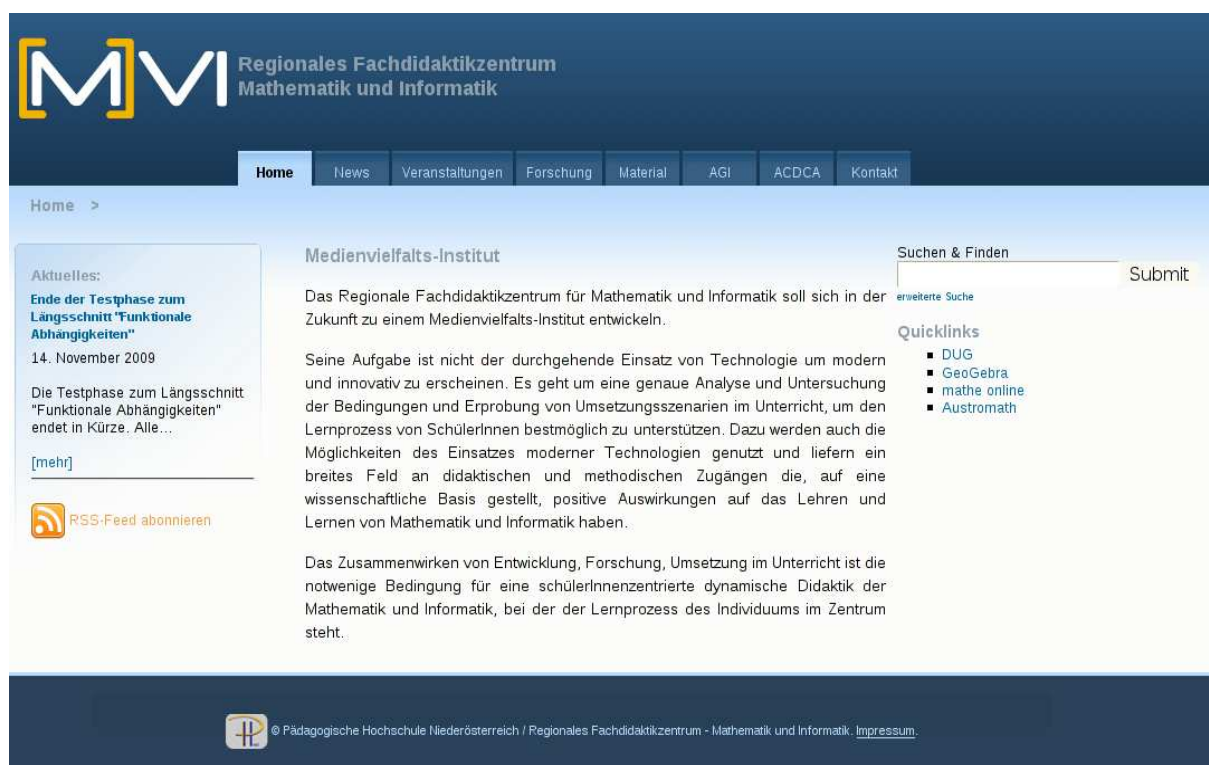 [M]VI
Regionales Fachdidaktikzentrum
Mathematik und Informatik
Home News Veranstaltungen Forschung Material AGI ACDCA Kontakt
Home >
Aktuelles:
Ende der Testphase zum
Längsschnitt "Funktionale
Abhängigkeiten"
14. November 2009
Die Testphase zum Längsschnitt
"Funktionale Abhängigkeiten"
endet in Kürze. Alle...
[mehr]
RSS-Feed abonnieren
Medienvielfalts-Institut
Das Regionale Fachdidaktikzentrum für Mathematik und Informatik soll sich in der
Zukunft zu einem Medienvielfalts-Institut entwickeln.
Seine Aufgabe ist nicht der durchgehende Einsatz von Technologie um modern
und innovativ zu erscheinen. Es geht um eine genaue Analyse und Untersuchung
der Bedingungen und Erprobung von Umsetzungsszenarien im Unterricht, um den
Lernprozess von SchülerInnen bestmöglich zu unterstützen. Dazu werden auch die
Möglichkeiten des Einsatzes moderner Technologien genutzt und liefern ein
breites Feld an didaktischen und methodischen Zugängen die, auf eine
wissenschaftliche Basis gestellt, positive Auswirkungen auf das Lehren und
Lernen von Mathematik und Informatik haben.
Das Zusammenwirken von Entwicklung, Forschung, Umsetzung im Unterricht ist die
notwenige Bedingung für eine schülerInnenzentrierte dynamische Didaktik der
Mathematik und Informatik, bei der der Lernprozess des Individuums im Zentrum
steht.
Suchen & Finden
Submit
erweiterte Suche
Quicklinks
DUG
GeoGebra
mathe online
Austromath
© Pädagogische Hochschule Niederösterreich / Regionales Fachdidaktikzentrum - Mathematik und Informatik. Impressum.